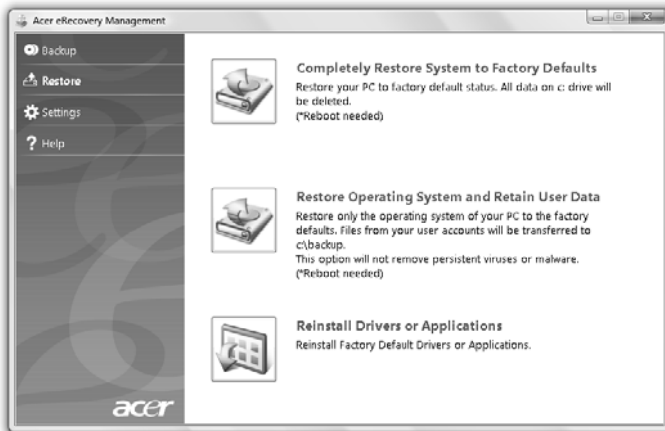 Acer eRecovery Management
Backup
Restore
Settings
Help
Completely Restore System to Factory Defaults
Restore your PC to factory default status. All data on c: drive will
be deleted.
(*Reboot needed)
Restore Operating System and Retain User Data
Restore only the operating system of your PC to the factory
defaults. Files from your user accounts will be transferred to
c:\backup.
This option will not remove persistent viruses or malware.
(*Reboot needed)
Reinstall Drivers or Applications
Reinstall Factory Default Drivers or Applications.
acer